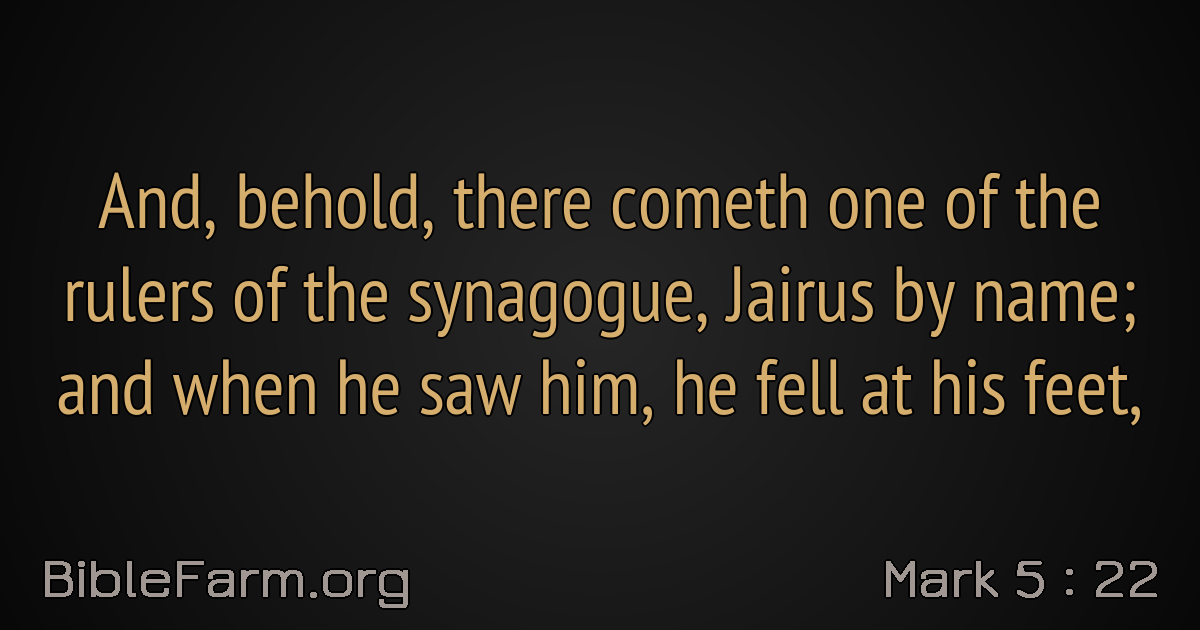 And, behold, there cometh one of the
rulers of the synagogue, Jairus by name;
and when he saw him, he fell at his feet,
BibleFarm.org
Mark 5 : 22